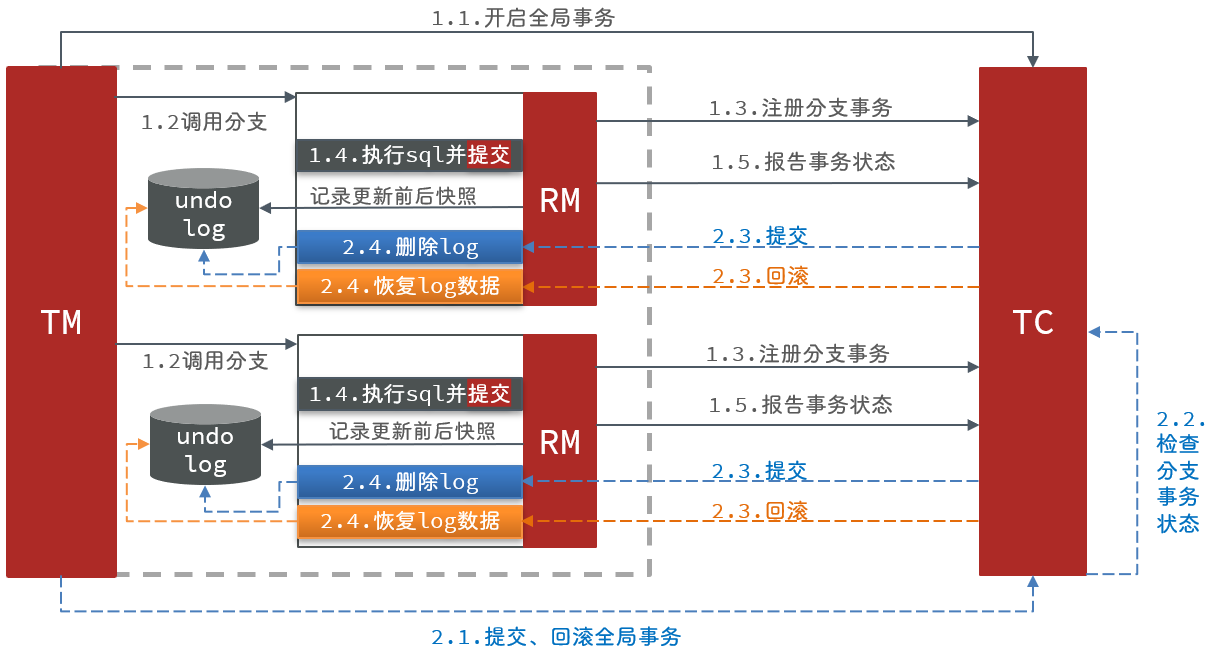 1.1.开启全局事务
TM
1.2调用分支
1.4.执行sql并提交
undo
log
记录更新前后快照
2.4.删除log
2.4.恢复log数据
RM
1.3.注册分支事务
1.5.报告事务状态
2.3.提交
2.3.回滚
TC
1.2调用分支
1.4.执行sql并提交
undo
log
记录更新前后快照
2.4.删除log
2.4.恢复log数据
RM
1.3.注册分支事务
1.5.报告事务状态
2.3.提交
2.3.回滚
2.2.
检查
分支
事务
状态
2.1.提交、回滚全局事务